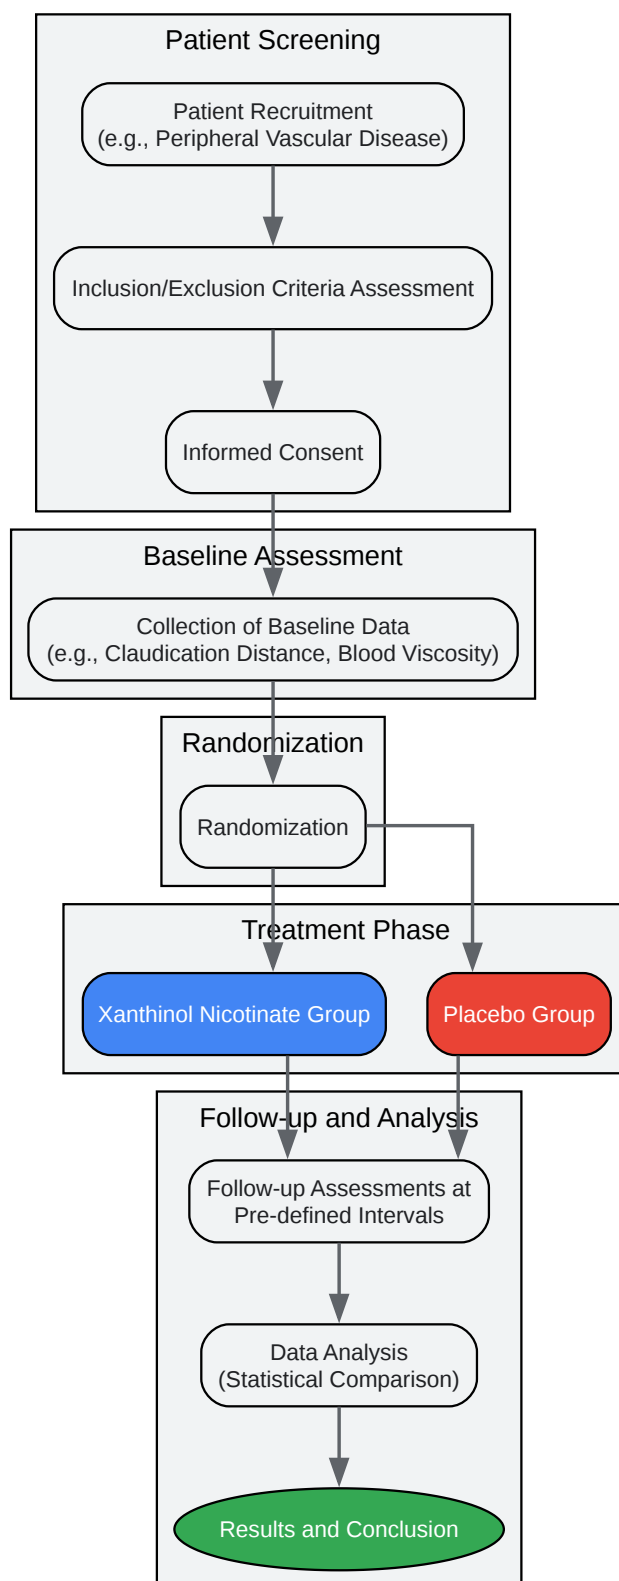 Patient Screening
Patient Recruitment
(e.g., Peripheral Vascular Disease)
Inclusion/Exclusion Criteria Assessment
Informed Consent
Baseline Assessment
Collection of Baseline Data
(e.g., Claudication Distance, Blood Viscosity)
Randomization
Randomization
Treatment Phase
Xanthinol Nicotinate Group
Placebo Group
Follow-up and Analysis
Follow-up Assessments at
Pre-defined Intervals
Data Analysis
(Statistical Comparison)
Results and Conclusion